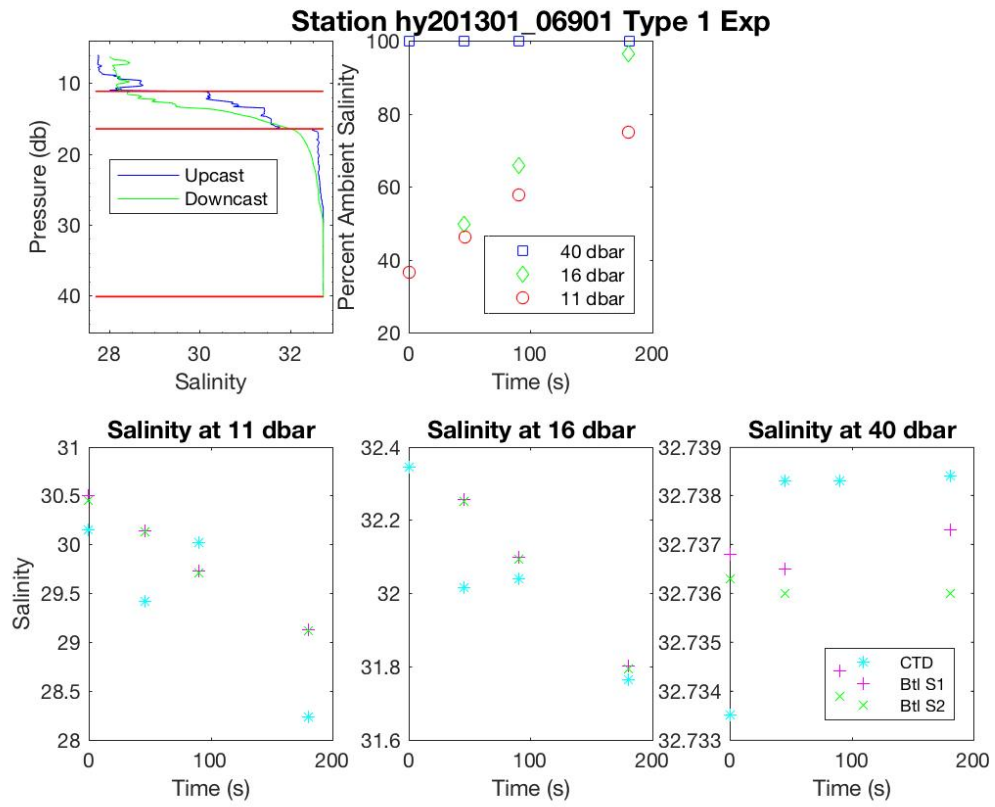 Station hy201301_06901 Type 1 Exp
Pressure (db)
10
20
30
40
28
30
32
Salinity
Upcast
Downcast
Percent Ambient Salinity
100
80
60
40
20
0
100
200
Time (s)
40 dbar
16 dbar
11 dbar
Salinity at 11 dbar
Salinity
31
30.5
30
29.5
29
28.5
28
0
100
200
Time (s)
Salinity at 16 dbar
32.4
32.2
32
31.8
31.6
0
100
200
Time (s)
Salinity at 40 dbar
32.739
32.738
32.737
32.736
32.735
32.734
32.733
0
100
200
Time (s)
CTD
Btl S1
Btl S2